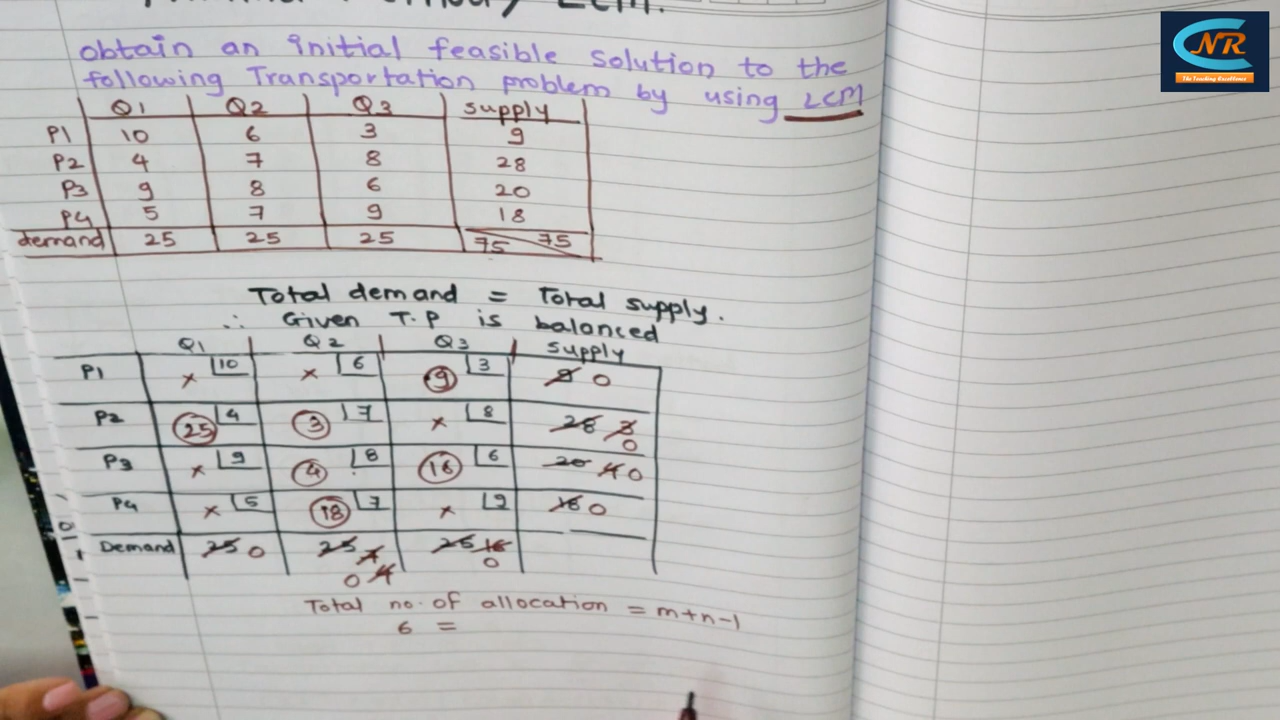 LCM.
obtain an initial feasible solution to the
following Transportation problem by using LCM
Q1 Q2 Q3 supply
P1 10 6 3 9
P2 4 7 8 28
P3 9 8 6 20
P4 5 7 9 18
demand 25 25 25 75 75
Total demand = Total supply.
∴ Given T.P is balanced
Q1 Q2 Q3 supply
P1 × 10 × 6 9 3 9 0
P2 25 4 3 7 × 8 28 3 0
P3 × 9 4 8 16 6 20 4 0
P4 × 5 18 7 × 9 18 0
Demand 25 0 25 7 25 16
0 4 0
Total no. of allocation = m+n-1
6 =
NR
The Teaching Excellence